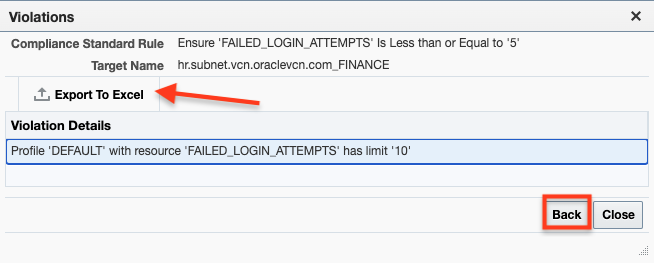 Violations
Compliance Standard Rule Ensure 'FAILED_LOGIN_ATTEMPTS' Is Less than or Equal to '5'
Target Name hr.subnet.vcn.oraclevcn.com_FINANCE
Export To Excel
Violation Details
Profile 'DEFAULT' with resource 'FAILED_LOGIN_ATTEMPTS' has limit '10'
Back Close